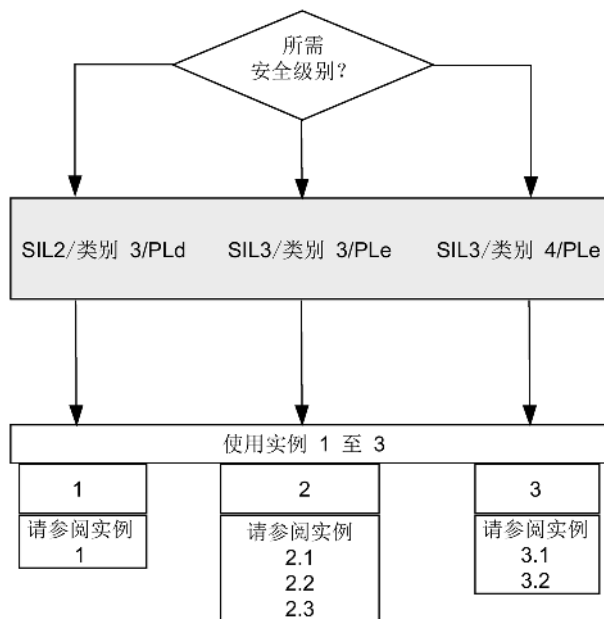 所需
安全级别？
SIL2/类别 3/PLd
SIL3/类别 3/PLe
SIL3/类别 4/PLe
使用实例 1 至 3
1
2
3
请参阅实例
1
请参阅实例
2.1
2.2
2.3
请参阅实例
3.1
3.2